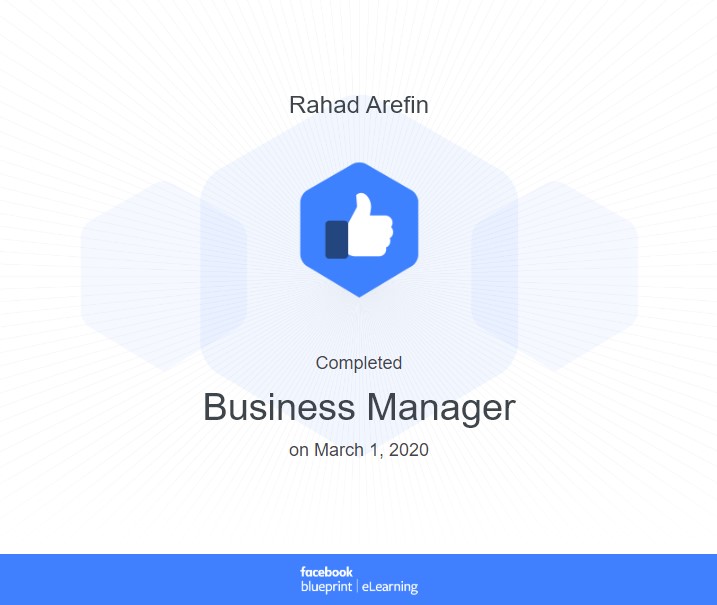 Rahad Arefin
Completed
Business Manager
on March 1, 2020
facebook
blueprint | eLearning